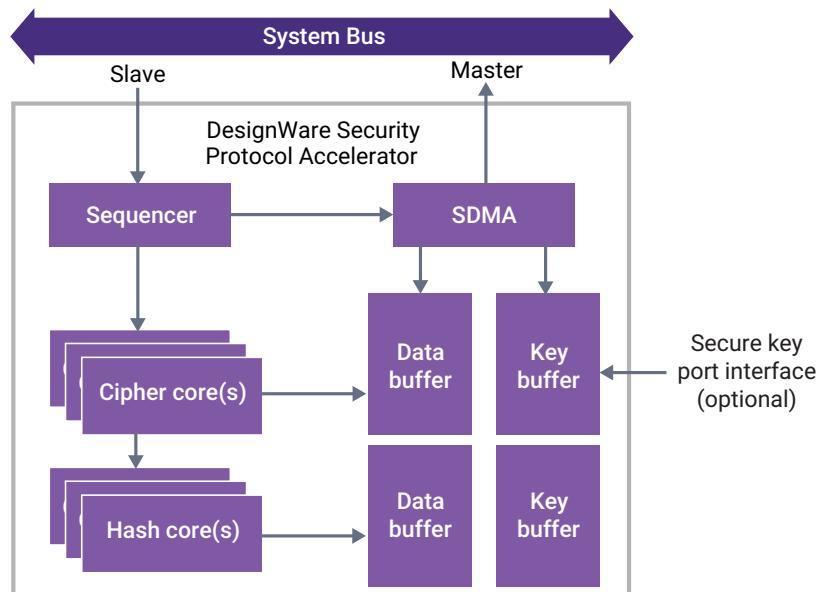 System Bus
Slave
Master
DesignWare Security
Protocol Accelerator
Sequencer
SDMA
Data
buffer
Key
buffer
Secure key
port interface
(optional)
Cipher core(s)
Data
buffer
Key
buffer
Hash core(s)